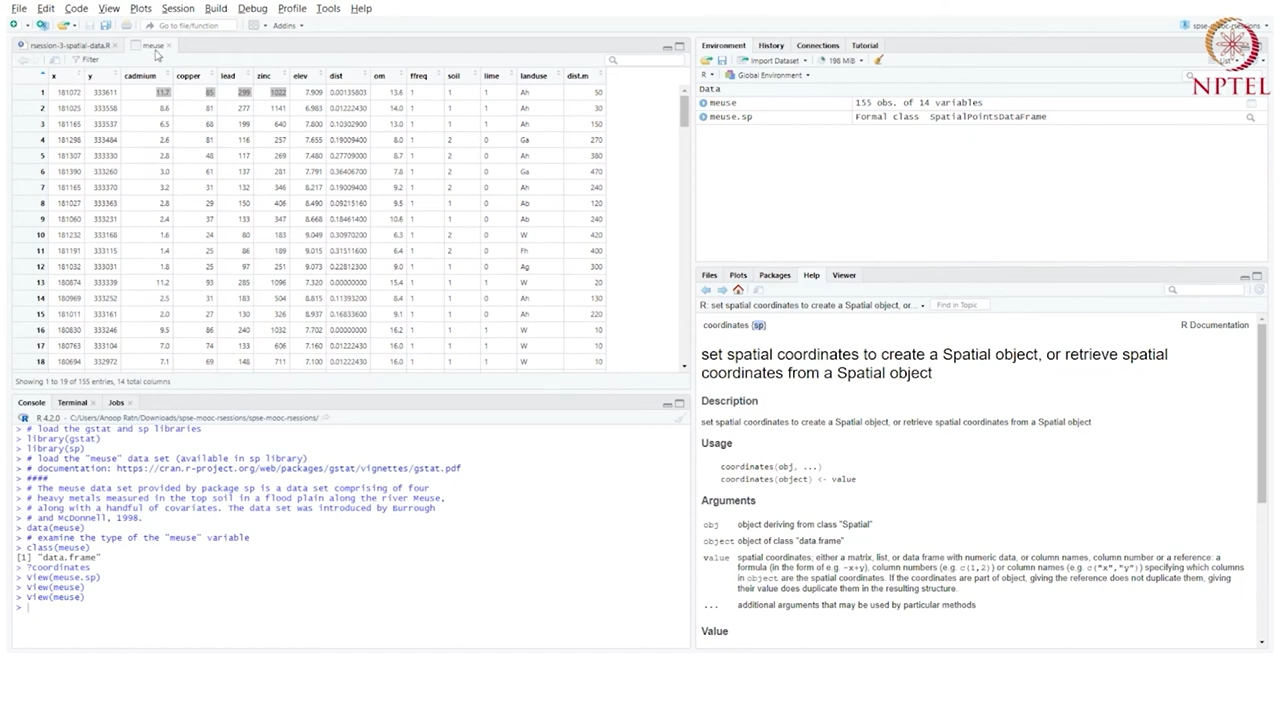 File Edit Code View Plots Session Build Debug Profile Tools Help
Go to file/function Addins
rsession-3-spatial-data.R meuse
Filter
x y cadmium copper lead zinc elev dist om ffreq soil lime landuse dist.m
1 181072 333611 11.7 85 299 1022 7.909 0.00135803 13.6 1 1 1 Ah 50
2 181025 333558 8.6 81 277 1141 6.983 0.01222430 14.0 1 1 1 Ah 30
3 181165 333537 6.5 68 199 640 7.800 0.10302900 13.0 1 1 1 Ah 150
4 181298 333484 2.6 81 116 257 7.655 0.19009400 8.0 1 2 0 Ga 270
5 181307 333330 2.8 48 117 269 7.480 0.27709000 8.7 1 2 0 Ah 380
6 181390 333260 3.0 61 137 281 7.791 0.36406700 7.8 1 2 0 Ga 470
7 181165 333370 3.2 31 132 346 8.217 0.19009400 9.2 1 2 0 Ah 240
8 181027 333363 2.8 29 150 406 8.490 0.09215160 9.5 1 1 0 Ab 120
9 181060 333231 2.4 37 133 347 8.668 0.18461400 10.6 1 1 0 Ab 240
10 181232 333168 1.6 24 80 183 9.049 0.30970200 6.3 1 2 0 W 420
11 181191 333115 1.4 25 86 189 9.015 0.31511600 6.4 1 2 0 Fh 400
12 181032 333031 1.8 25 97 251 9.073 0.22812300 9.0 1 1 0 Ag 300
13 180874 333339 11.2 93 285 1096 7.320 0.00000000 15.4 1 1 1 W 20
14 180969 333252 2.5 31 183 504 8.815 0.11393200 8.4 1 1 0 Ah 130
15 181011 333161 2.0 27 130 326 8.937 0.16833600 9.1 1 1 0 Ah 220
16 180830 333246 9.5 86 240 1032 7.702 0.00000000 16.2 1 1 1 W 10
17 180763 333104 7.0 74 133 606 7.160 0.01222430 16.0 1 1 1 W 10
18 180694 332972 7.1 69 148 711 7.100 0.01222430 16.0 1 1 1 W 10
Showing 1 to 19 of 155 entries, 14 total columns
Console Terminal Jobs
R 4.2.0 · C:/Users/Anoop Ratn/Downloads/spse-mooc-rsessions/
> # load the gstat and sp libraries
> library(gstat)
> library(sp)
> # load the "meuse" data set (available in sp library)
> # documentation: https://cran.r-project.org/web/packages/gstat/vignettes/gstat.pdf
> ####
> # The meuse data set provided by package sp is a data set comprising of four
> # heavy metals measured in the top soil in a flood plain along the river Meuse,
> # along with a handful of covariates. The data set was introduced by Burrough
> # and McDonnell, 1998.
> data(meuse)
> # examine the type of the "meuse" variable
> class(meuse)
[1] "data.frame"
> ?coordinates
> View(meuse.sp)
> View(meuse)
> View(meuse)
>
NPTEL
Environment History Connections Tutorial
Import Dataset 198 MiB
R Global Environment
Data
meuse 155 obs. of 14 variables
meuse.sp Formal class SpatialPointsDataFrame
Files Plots Packages Help Viewer
R: set spatial coordinates to create a Spatial object, or... Find in Topic
coordinates {sp} R Documentation
set spatial coordinates to create a Spatial object, or retrieve spatial
coordinates from a Spatial object
Description
set spatial coordinates to create a Spatial object, or retrieve spatial coordinates from a Spatial object
Usage
coordinates(obj, ...)
coordinates(object) <- value
Arguments
obj object deriving from class "Spatial"
object object of class "data.frame"
value spatial coordinates; either a matrix, list, or data frame with numeric data, or column names, column number or a reference: a
formula (in the form of e.g. ~x+y), column numbers (e.g. c(1,2)) or column names (e.g. c("x","y")) specifying which columns
in object are the spatial coordinates. If the coordinates are part of object, giving the reference does not duplicate them, giving
their value does duplicate them in the resulting structure.
... additional arguments that may be used by particular methods
Value